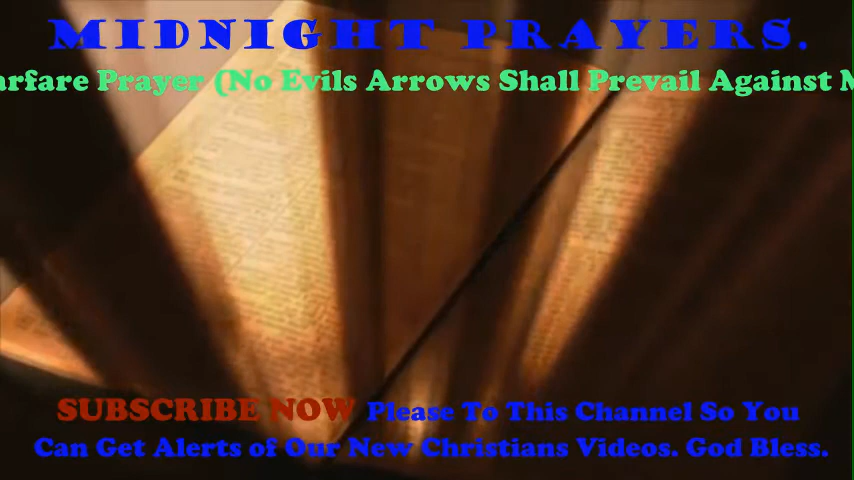 MIDNIGHT PRAYERS.
arfare Prayer (No Evils Arrows Shall Prevail Against M
SUBSCRIBE NOW Please To This Channel So You
Can Get Alerts of Our New Christians Videos. God Bless.